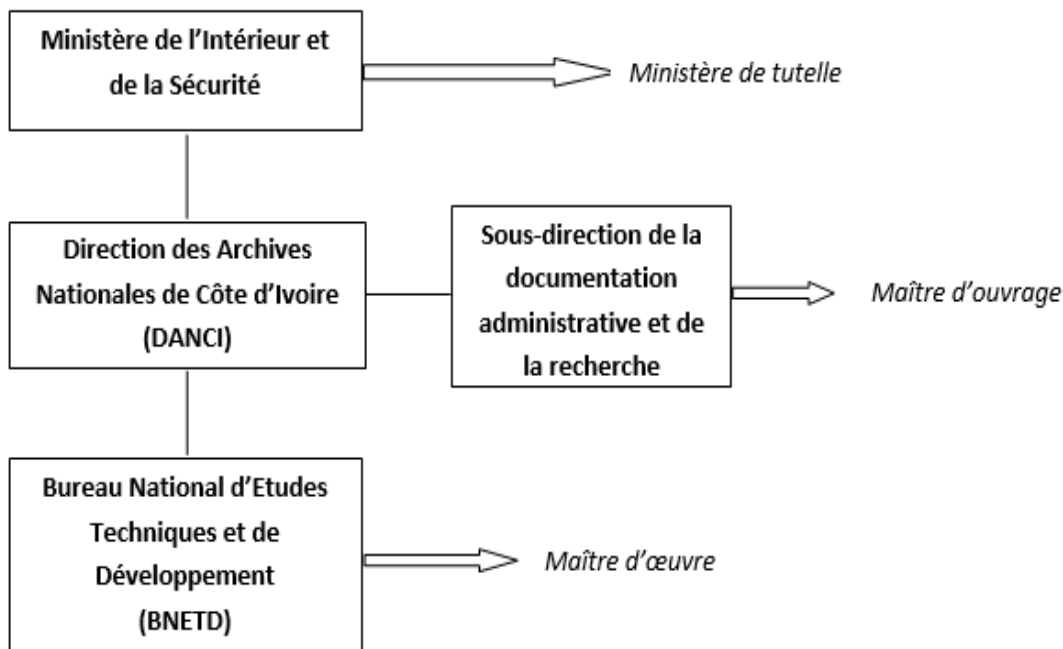 Ministère de l'Intérieur et
de la Sécurité
Ministère de tutelle
Direction des Archives
Nationales de Côte d'Ivoire
(DANCI)
Sous-direction de la
documentation
administrative et de
la recherche
Maître d'ouvrage
Bureau National d'Etudes
Techniques et de
Développement
(BNETD)
Maître d'œuvre